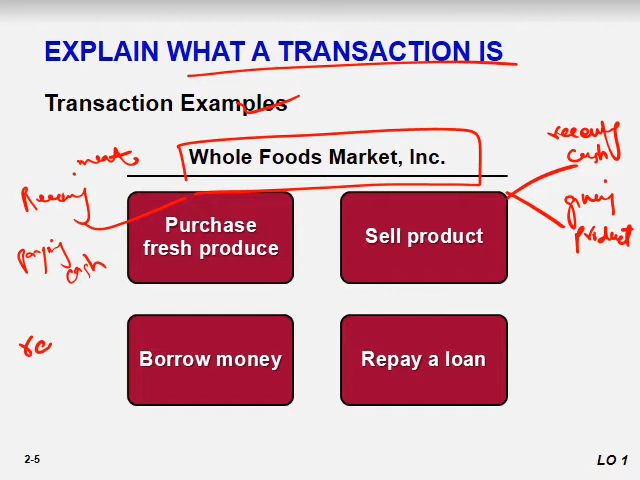 EXPLAIN WHAT A TRANSACTION IS
Transaction Examples
Whole Foods Market, Inc.
meats
paying
cash
cash
giving
product
Purchase
fresh produce
Sell product
Borrow money
Repay a loan
2-5
LO 1